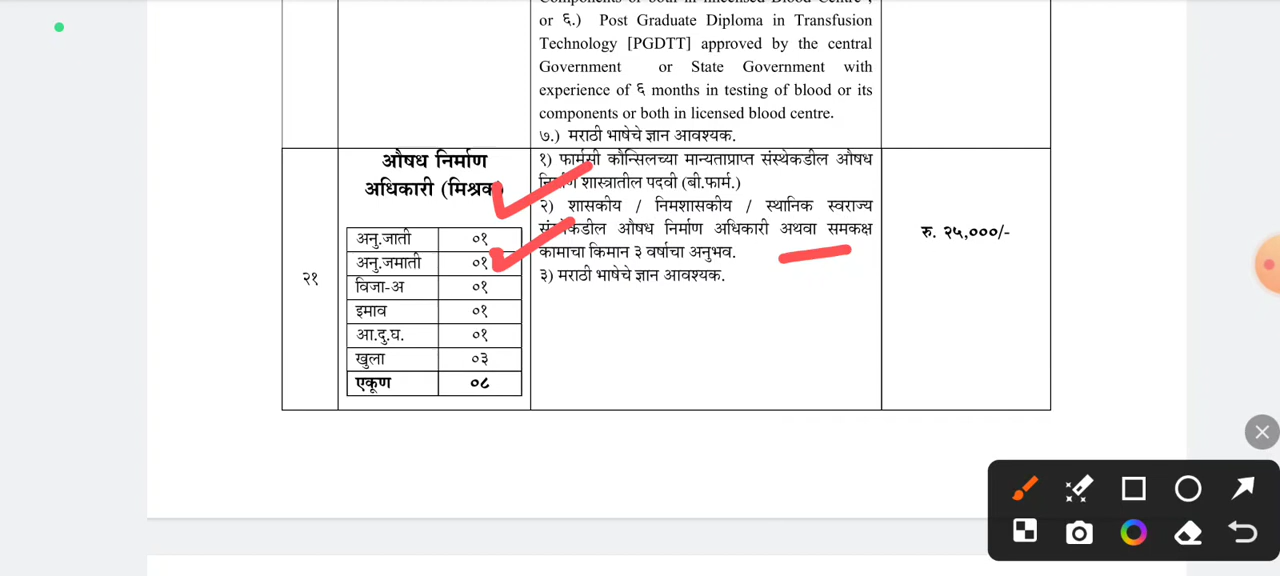 or ६.) Post Graduate Diploma in Transfusion
Technology [PGDTT] approved by the central
Government or State Government with
experience of ६ months in testing of blood or its
components or both in licensed blood centre.
७.) मराठी भाषेचे ज्ञान आवश्यक.
२१
औषध निर्माण
अधिकारी (मिश्रक)
अनु.जाती ०१
अनु.जमाती ०१
विजा-अ ०१
इमाव ०१
आ.दु.घ. ०१
खुला ०३
एकूण ०८
१) फार्मसी कौन्सिलच्या मान्यताप्राप्त संस्थेकडील औषध
निर्माण शास्त्रातील पदवी (बी.फार्म.)
२) शासकीय / निमशासकीय / स्थानिक स्वराज्य
संस्थेकडील औषध निर्माण अधिकारी अथवा समकक्ष
कामाचा किमान ३ वर्षाचा अनुभव.
३) मराठी भाषेचे ज्ञान आवश्यक.
रु. २५,०००/-